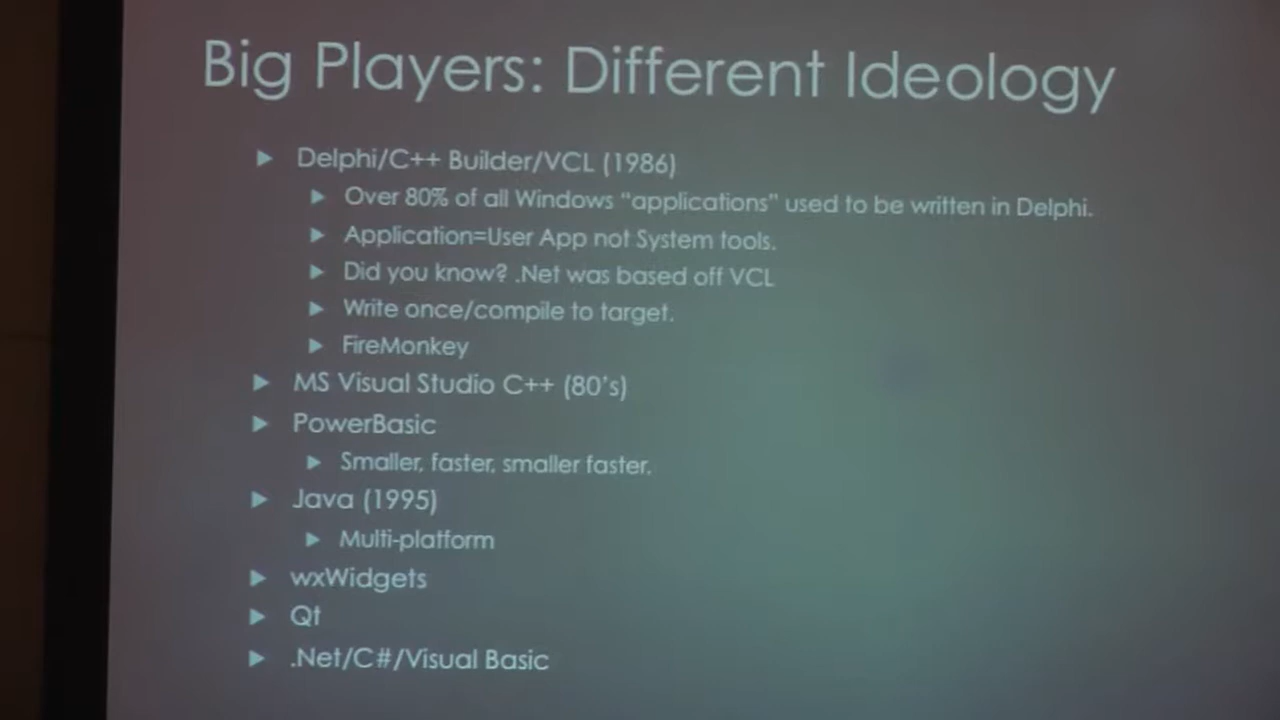 Big Players: Different Ideology
Delphi/C++ Builder/VCL (1986)
Over 80% of all Windows “applications” used to be written in Delphi.
Application=User App not System tools.
Did you know? .Net was based off VCL
Write once/compile to target.
FireMonkey
MS Visual Studio C++ (80’s)
PowerBasic
Smaller, faster, smaller faster.
Java (1995)
Multi-platform
wxWidgets
Qt
.Net/C#/Visual Basic